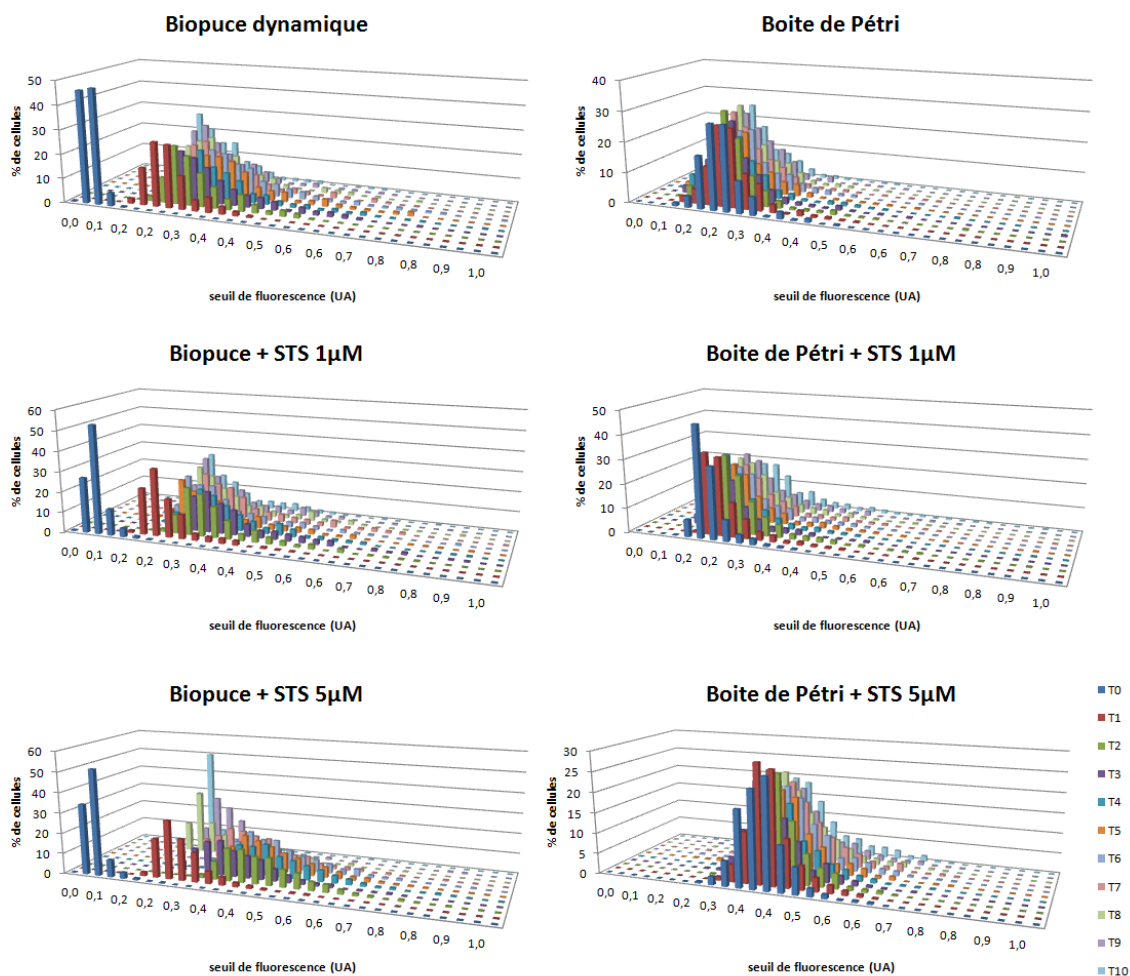 Biopuce dynamique
% de cellules
50
40
30
20
10
0
0,0 0,1 0,2 0,2 0,3 0,4 0,4 0,5 0,6 0,7 0,8 0,8 0,9 1,0
seuil de fluorescence (UA)
Boite de Pétri
% de cellules
40
30
20
10
0
0,0 0,1 0,2 0,2 0,3 0,4 0,4 0,5 0,6 0,7 0,8 0,8 0,9 1,0
seuil de fluorescence (UA)
Biopuce + STS 1µM
% de cellules
60
50
40
30
20
10
0
0,0 0,1 0,2 0,2 0,3 0,4 0,4 0,5 0,6 0,7 0,8 0,8 0,9 1,0
seuil de fluorescence (UA)
Boite de Pétri + STS 1µM
% de cellules
50
40
30
20
10
0
0,0 0,1 0,2 0,2 0,3 0,4 0,4 0,5 0,6 0,7 0,8 0,8 0,9 1,0
seuil de fluorescence (UA)
Biopuce + STS 5µM
% de cellules
60
50
40
30
20
10
0
0,0 0,1 0,2 0,2 0,3 0,4 0,4 0,5 0,6 0,7 0,8 0,8 0,9 1,0
seuil de fluorescence (UA)
Boite de Pétri + STS 5µM
% de cellules
30
25
20
15
10
5
0
0,0 0,1 0,2 0,2 0,3 0,4 0,4 0,5 0,6 0,7 0,8 0,8 0,9 1,0
seuil de fluorescence (UA)
T0
T1
T2
T3
T4
T5
T6
T7
T8
T9
T10